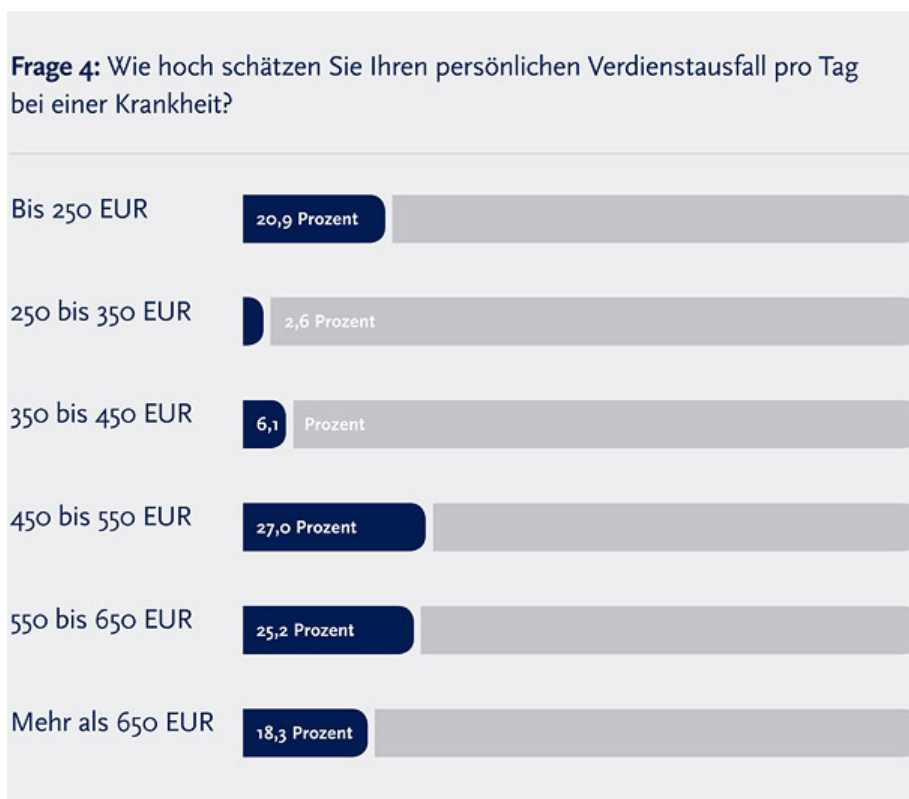 Frage 4: Wie hoch schätzen Sie Ihren persönlichen Verdienstausfall pro Tag
bei einer Krankheit?
Bis 250 EUR
20,9 Prozent
250 bis 350 EUR
2,6 Prozent
350 bis 450 EUR
6,1 Prozent
450 bis 550 EUR
27,0 Prozent
550 bis 650 EUR
25,2 Prozent
Mehr als 650 EUR
18,3 Prozent